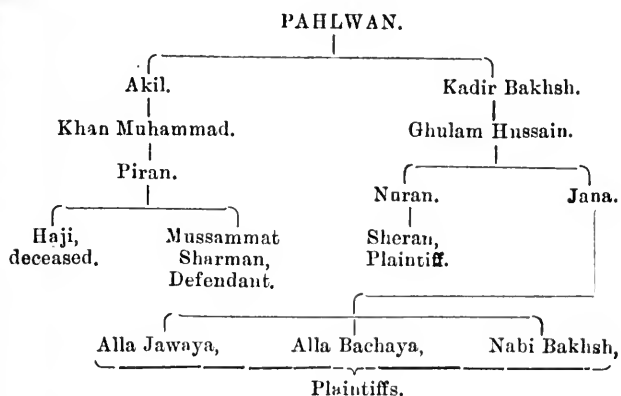 PAHLWAN.
Akil. Kadir Bakhsh.
Khan Muhammad. Ghulam Hussain.
Piran.
Nuran. Jana.
Haji, Mussammat Sheran,
deceased. Sharman, Plaintiff.
Defendant.
Alla Jawaya, Alla Bachaya, Nabi Bakhsh,
Plaintiffs.